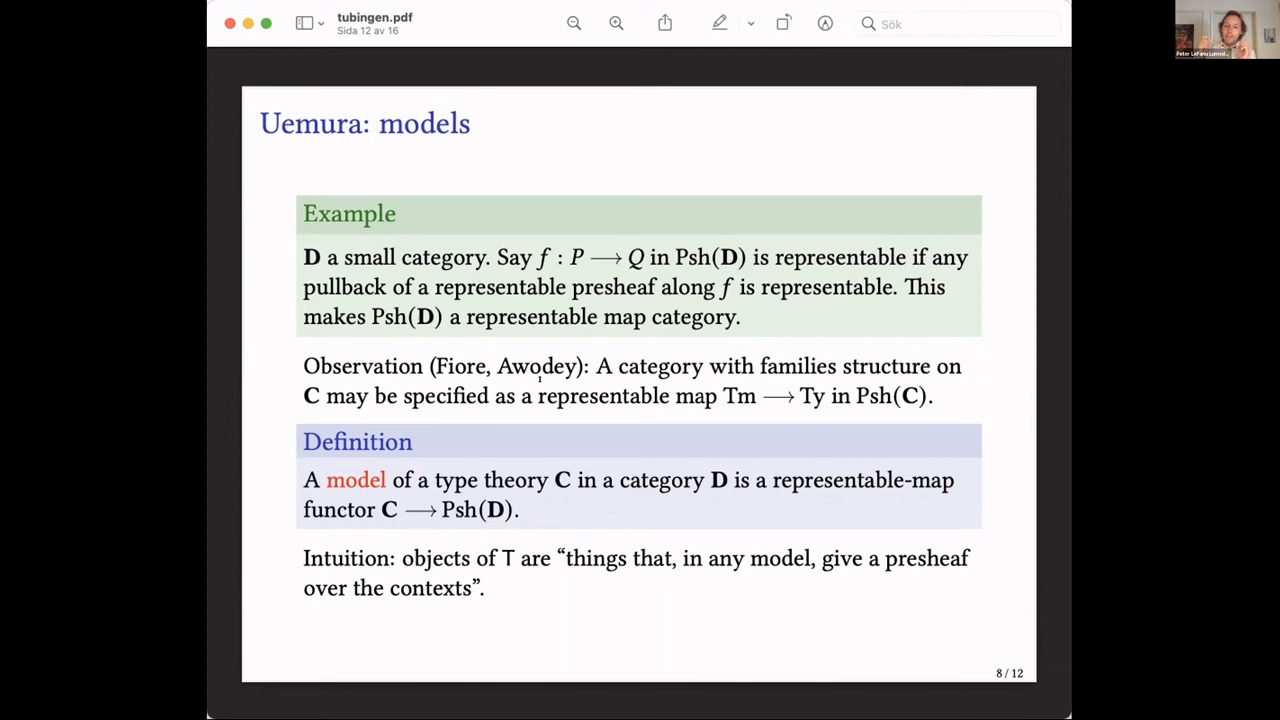 tubingen.pdf
Sida 12 av 16
Sök
Uemura: models
Example
D a small category. Say f : P ⟶ Q in Psh(D) is representable if any
pullback of a representable presheaf along f is representable. This
makes Psh(D) a representable map category.
Observation (Fiore, Awodey): A category with families structure on
C may be specified as a representable map Tm ⟶ Ty in Psh(C).
Definition
A model of a type theory C in a category D is a representable-map
functor C ⟶ Psh(D).
Intuition: objects of T are “things that, in any model, give a presheaf
over the contexts”.
8 / 12
Peter LeFanu Lumsd...